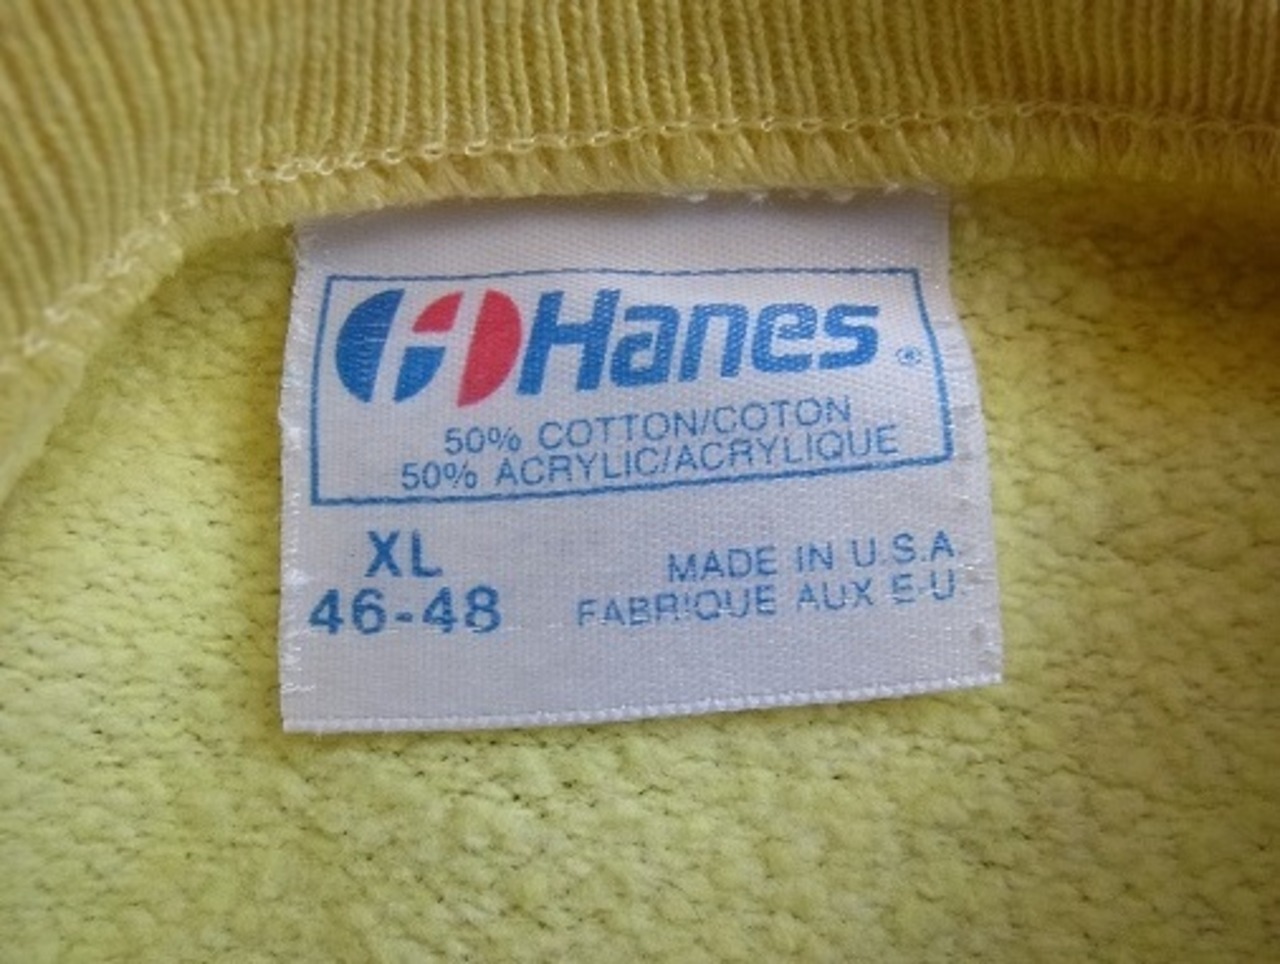 Hanes ®
50% COTTON/COTON
50% ACRYLIC/ACRYLIQUE
XL
46-48
MADE IN U.S.A
FABRIQUE AUX E-U